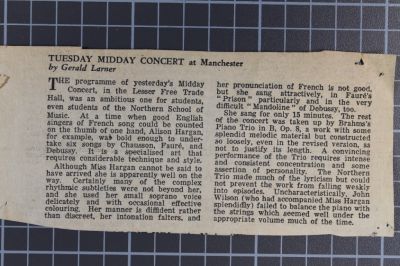 TUESDAY MIDDAY CONCERT at Manchester
by Gerald Larner
THE programme of yesterday's Midday
Concert, in the Lesser Free Trade
Hall, was an ambitious one for students,
even students of the Northern School of
Music. At a time when good English
singers of French song could be counted
on the thumb of one hand, Alison Hargan,
for example, was bold enough to under-
take six songs by Chausson, Fauré, and
Debussy. It is a specialised art that
requires considerable technique and style.
Although Miss Hargan cannot be said to
have arrived she is apparently well on the
way. Certainly many of the complex
rhythmic subtleties were not beyond her,
and she used her small soprano voice
delicately and with occasional effective
colouring. Her manner is diffident rather
than discreet, her intonation falters, and
her pronunciation of French is not good,
but she sang attractively, in Fauré's
"Prison" particularly and in the very
difficult "Mandoline" of Debussy, too.
She sang for only 15 minutes. The rest
of the concert was taken up by Brahms's
Piano Trio in B, Op. 8, a work with some
splendid melodic material but constructed
so loosely, even in the revised version, as
not to justify its length. A convincing
performance of the Trio requires intense
and consistent concentration and some
assertion of personality. The Northern
Trio made much of the lyricism but could
not prevent the work from falling weakly
into episodes. Uncharacteristically, John
Wilson (who had accompanied Miss Hargan
splendidly) failed to balance the piano with
the strings which seemed well under the
appropriate volume much of the time.